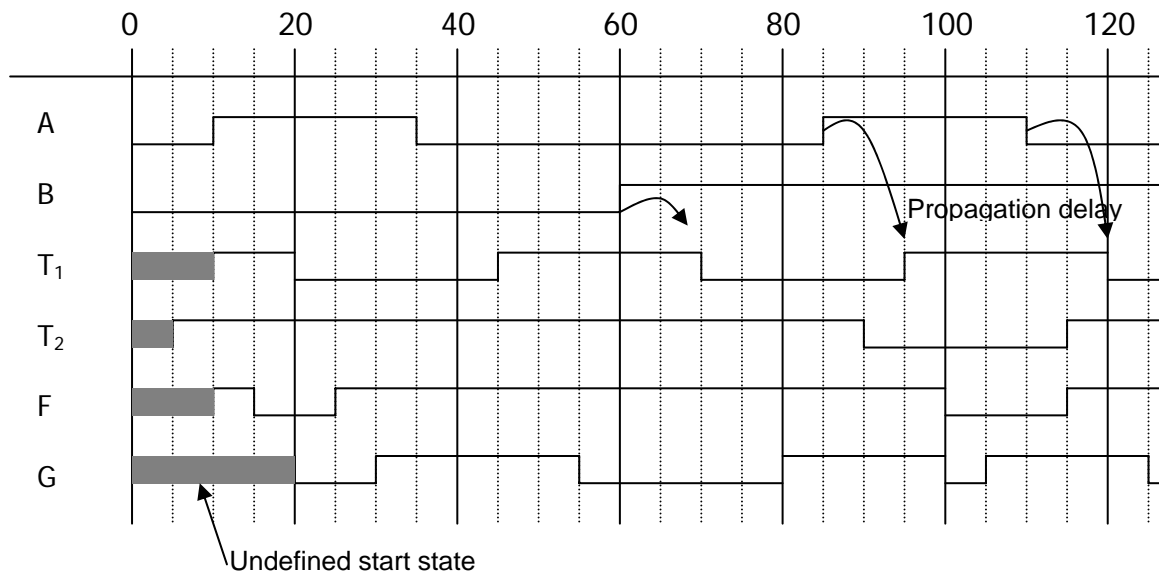 0 20 40 60 80 100 120
A
B
Propagation delay
T₁
T₂
F
G
Undefined start state